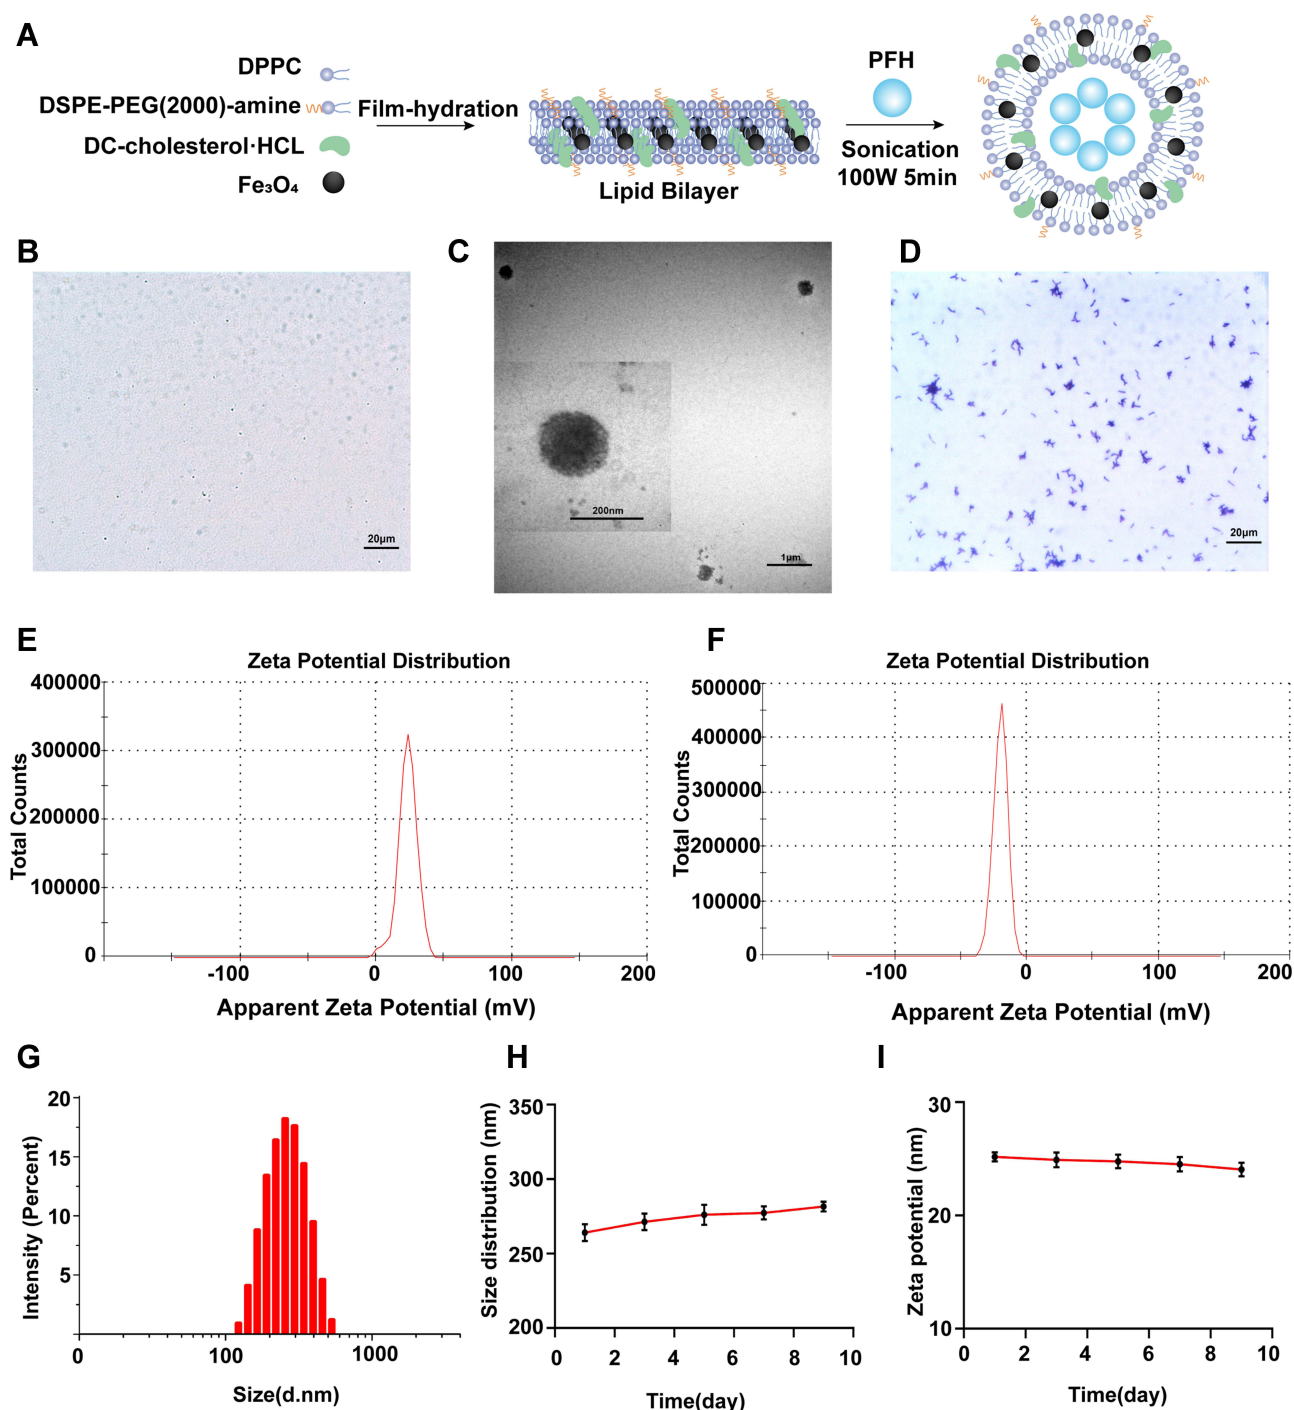 A
DPPC
DSPE-PEG(2000)-amine
DC-cholesterol·HCL
Fe₃O₄
Film-hydration
Lipid Bilayer
PFH
Sonication
100W 5min
B
20μm
C
200nm
1μm
D
20μm
E
Zeta Potential Distribution
Total Counts
400000
300000
200000
100000
0
-100
0
100
200
Apparent Zeta Potential (mV)
F
Zeta Potential Distribution
Total Counts
500000
400000
300000
200000
100000
0
-100
0
100
200
Apparent Zeta Potential (mV)
G
Intensity (Percent)
20
15
10
5
0
100
1000
Size(d.nm)
H
Size distribution (nm)
350
300
250
200
0
2
4
6
8
10
Time(day)
I
Zeta potential (nm)
30
20
10
0
2
4
6
8
10
Time(day)